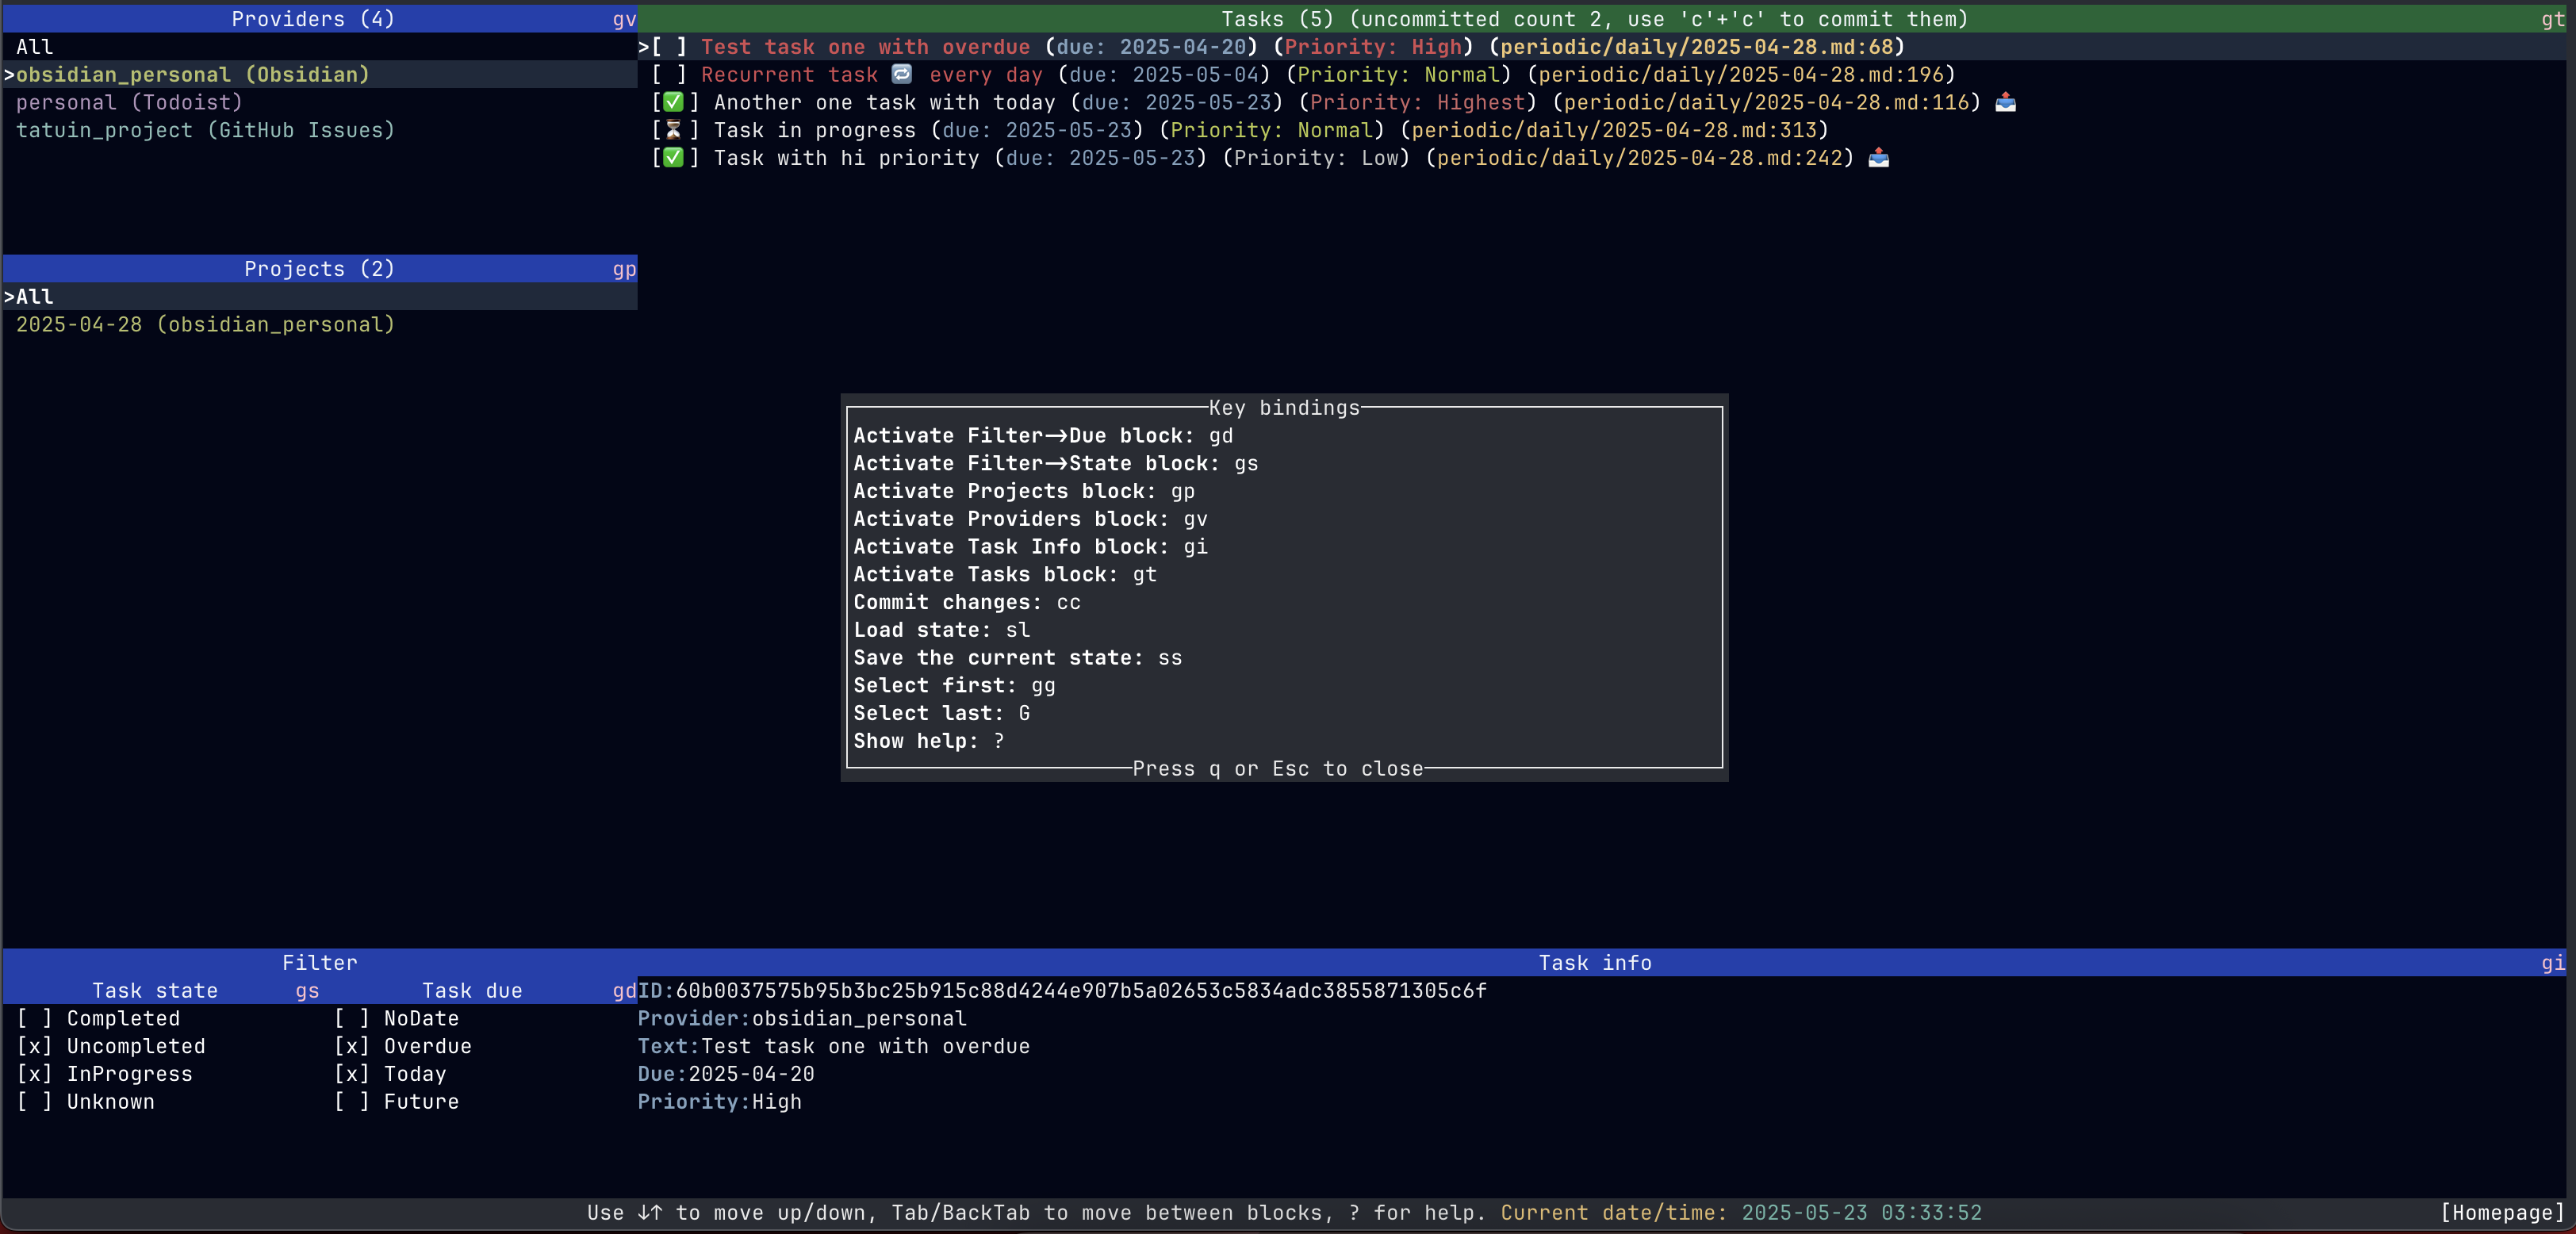 Providers (4) gv
All
>obsidian_personal (Obsidian)
personal (Todoist)
tatuin_project (GitHub Issues)
Projects (2) gp
>All
2025-04-28 (obsidian_personal)
Tasks (5) (uncommitted count 2, use 'c'+'c' to commit them) gt
>[ ] Test task one with overdue (due: 2025-04-20) (Priority: High) (periodic/daily/2025-04-28.md:68)
[ ] Recurrent task 🔁 every day (due: 2025-05-04) (Priority: Normal) (periodic/daily/2025-04-28.md:196)
[✅] Another one task with today (due: 2025-05-23) (Priority: Highest) (periodic/daily/2025-04-28.md:116) 📤
[⏳] Task in progress (due: 2025-05-23) (Priority: Normal) (periodic/daily/2025-04-28.md:313)
[✅] Task with hi priority (due: 2025-05-23) (Priority: Low) (periodic/daily/2025-04-28.md:242) 📤
Key bindings
Activate Filter→Due block: gd
Activate Filter→State block: gs
Activate Projects block: gp
Activate Providers block: gv
Activate Task Info block: gi
Activate Tasks block: gt
Commit changes: cc
Load state: sl
Save the current state: ss
Select first: gg
Select last: G
Show help: ?
Press q or Esc to close
Filter
Task state gs
[ ] Completed
[x] Uncompleted
[x] InProgress
[ ] Unknown
Task due gd
[ ] NoDate
[x] Overdue
[x] Today
[ ] Future
Task info gi
ID:60b0037575b95b3bc25b915c88d4244e907b5a02653c5834adc3855871305c6f
Provider:obsidian_personal
Text:Test task one with overdue
Due:2025-04-20
Priority:High
Use ↓↑ to move up/down, Tab/BackTab to move between blocks, ? for help. Current date/time: 2025-05-23 03:33:52 [Homepage]